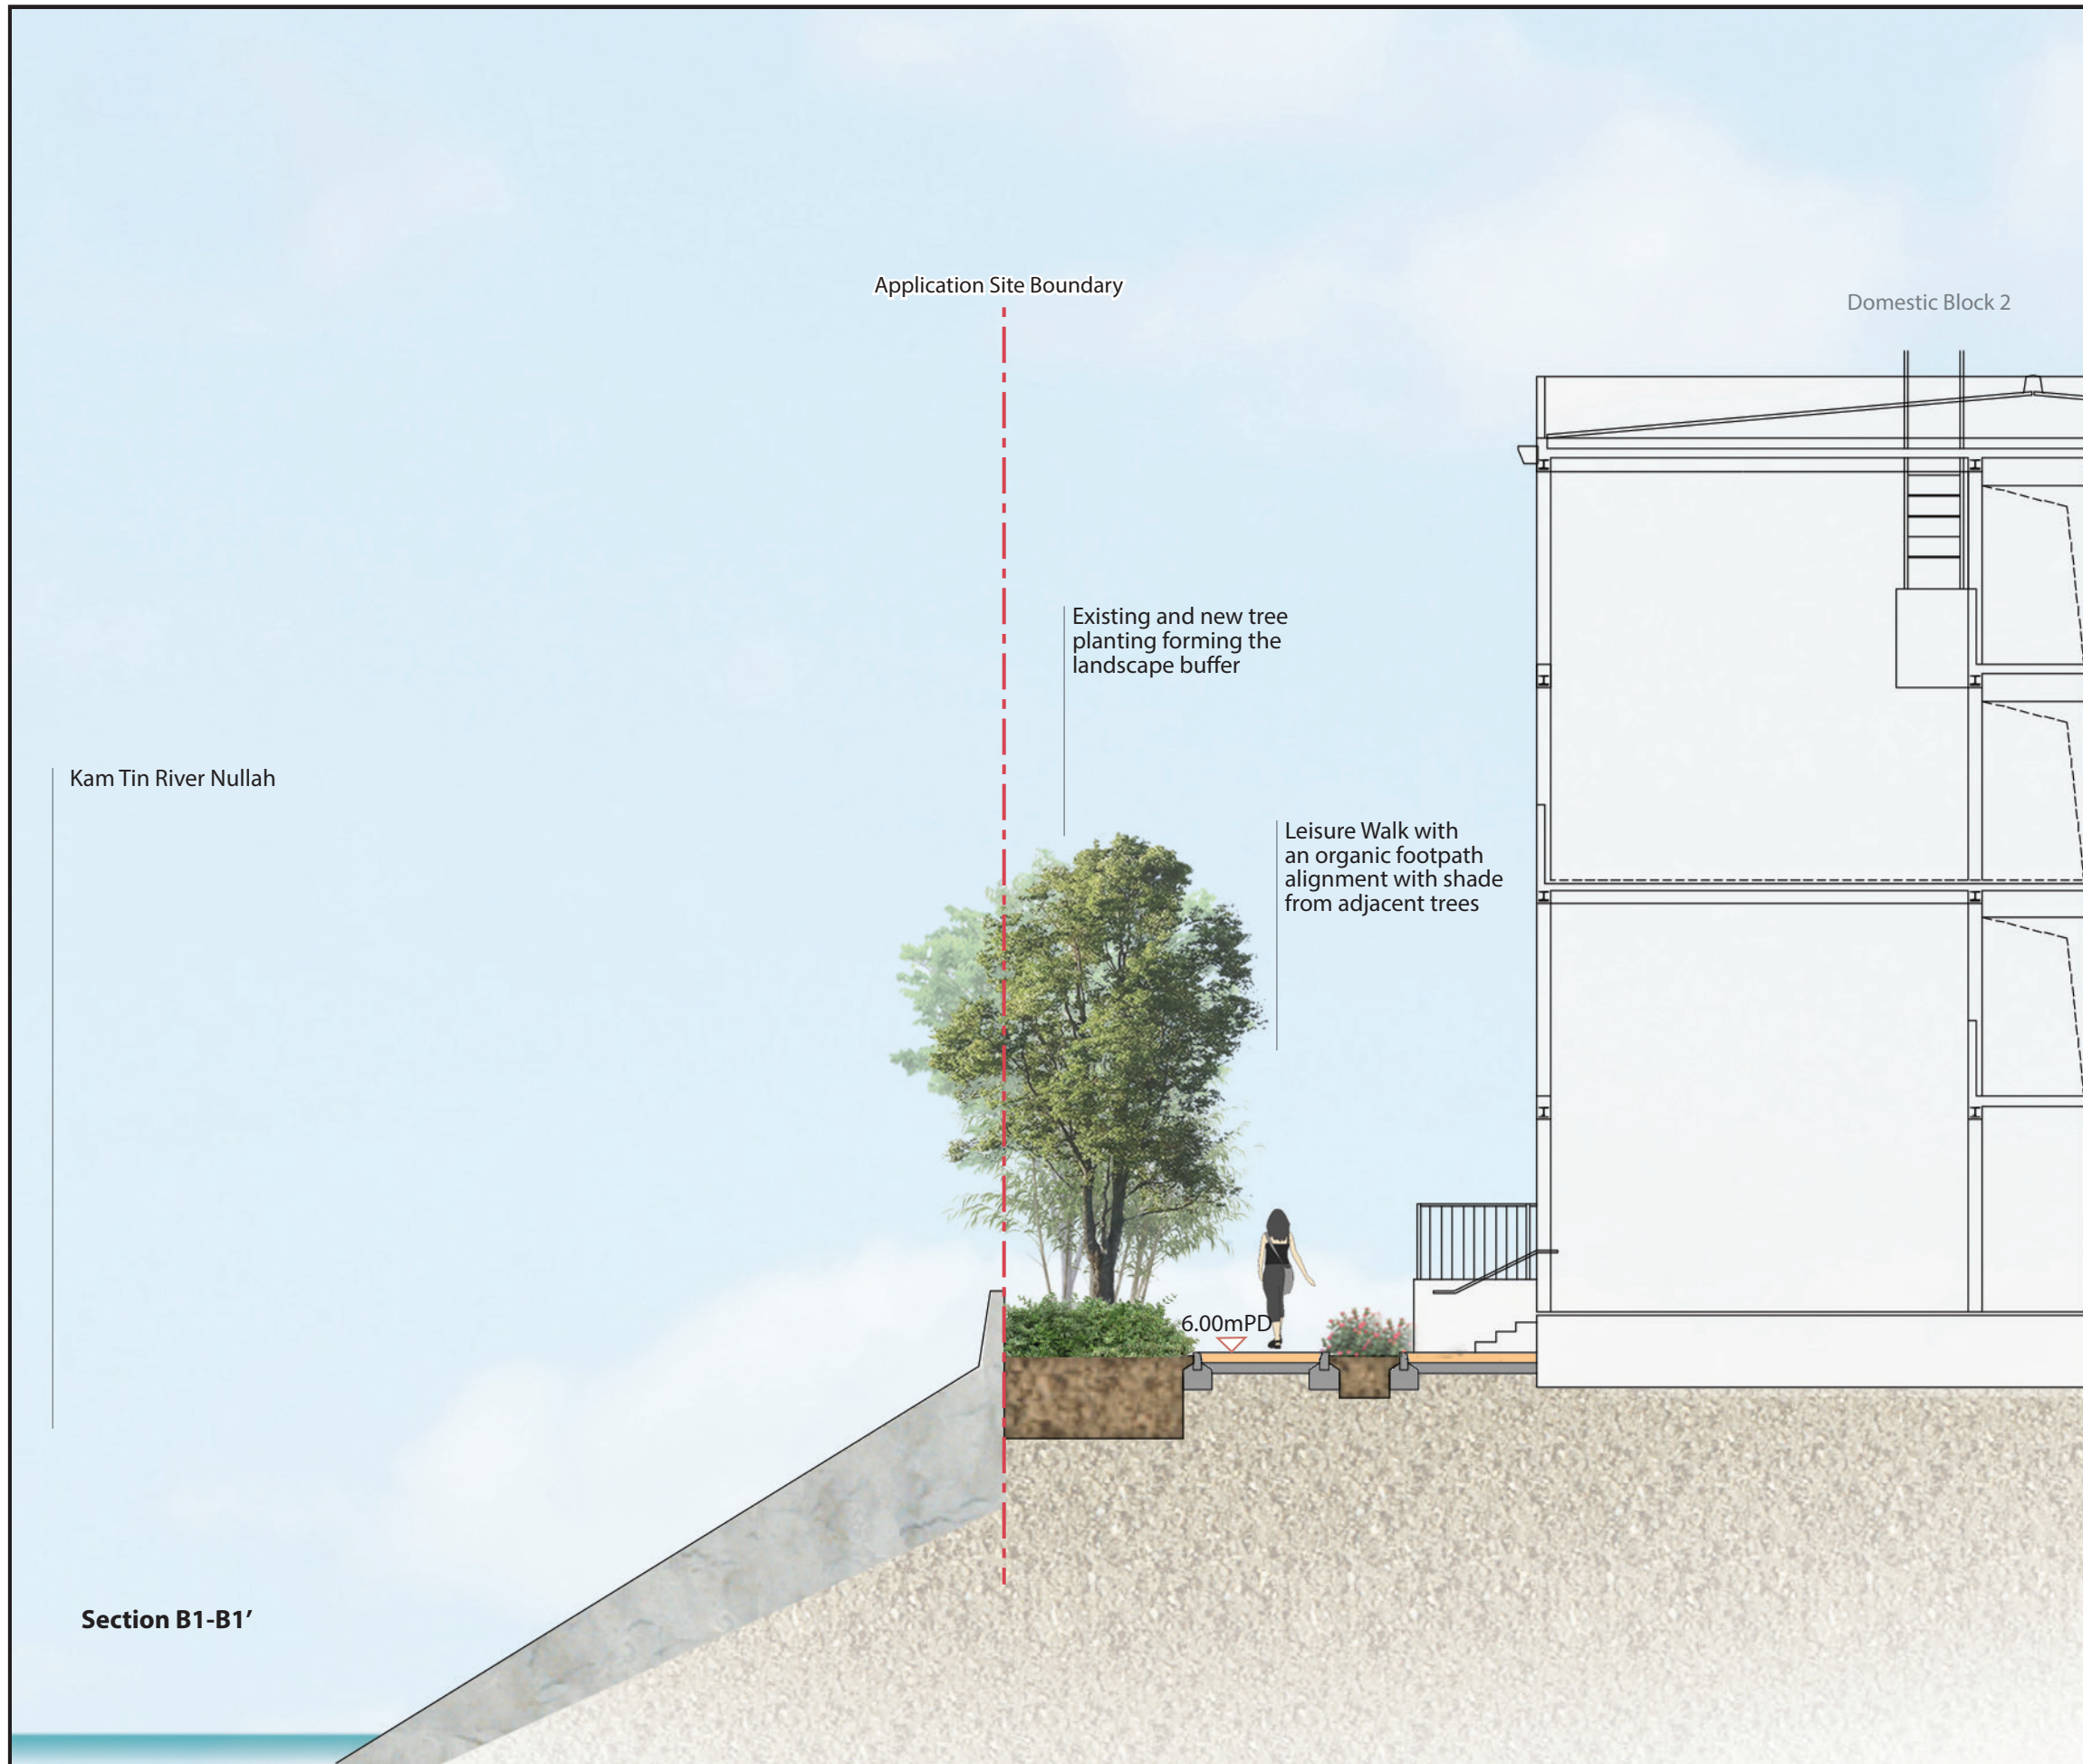 Application Site Boundary
Domestic Block 2
Existing and new tree
planting forming the
landscape buffer
Kam Tin River Nullah
Leisure Walk with
an organic footpath
alignment with shade
from adjacent trees
6.00mPD
Section B1-B1′